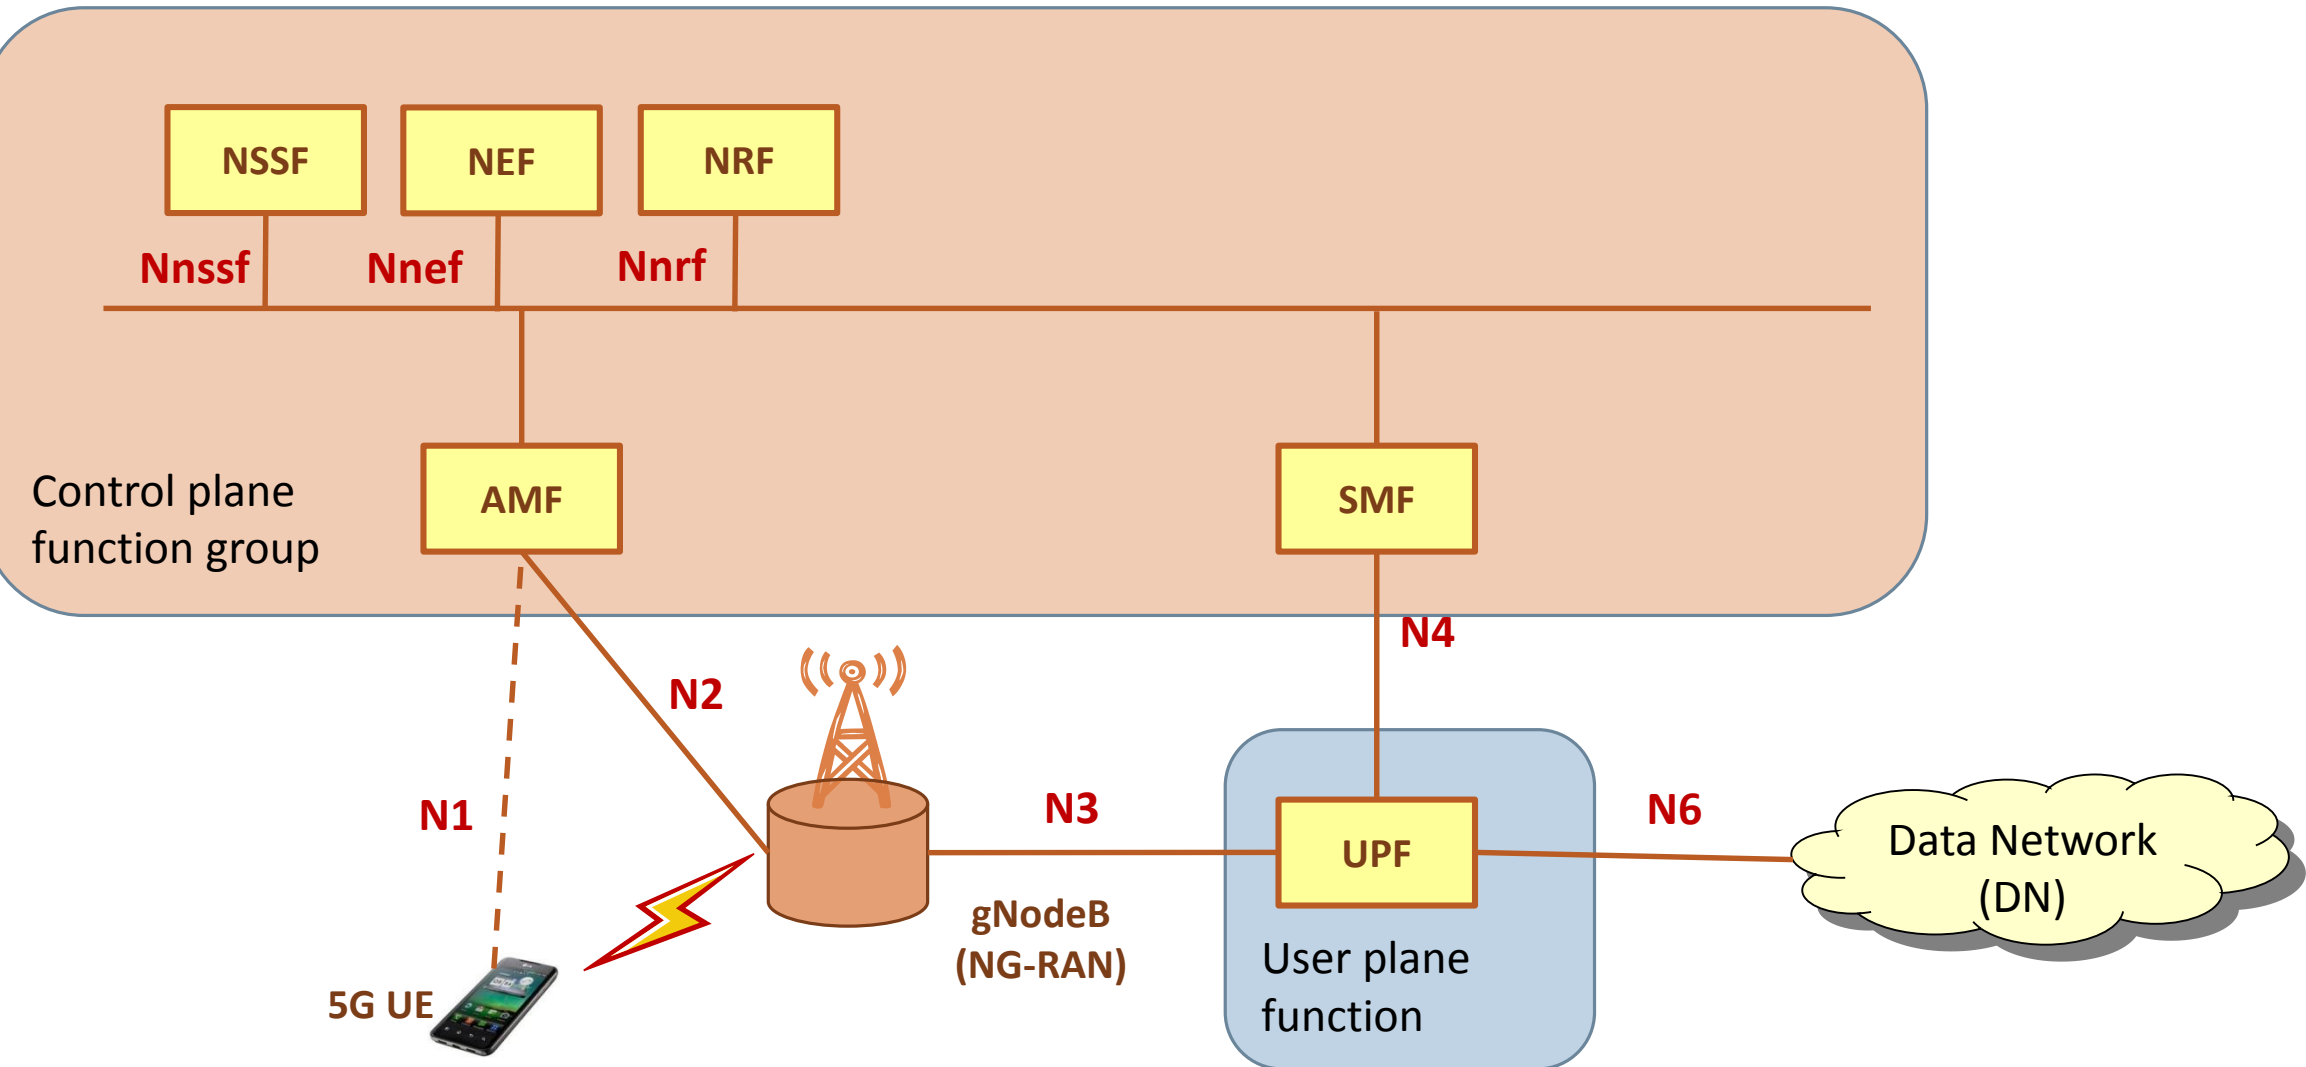 NSSF
NEF
NRF
Nnssf
Nnef
Nnrf
Control plane
function group
AMF
SMF
N4
N2
N1
N3
N6
UPF
Data Network
(DN)
gNodeB
(NG-RAN)
User plane
function
5G UE